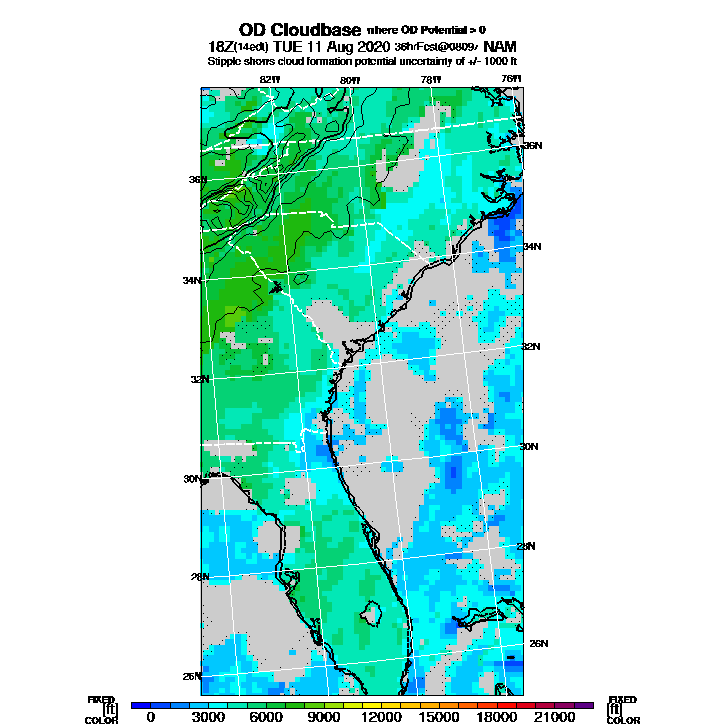 OD Cloudbase where OD Potential > 0
18Z(14edt) TUE 11 Aug 2020 36hrFcst@0809z NAM
Stipple shows cloud formation potential uncertainty of +/- 1000 ft
82W 80W 78W 76W
36N
36N
34N
34N
32N
32N
30N
30N
28N
28N
26N
26N
FIXED FIXED
[ft] 0 3000 6000 9000 12000 15000 18000 21000 [ft]
COLOR COLOR